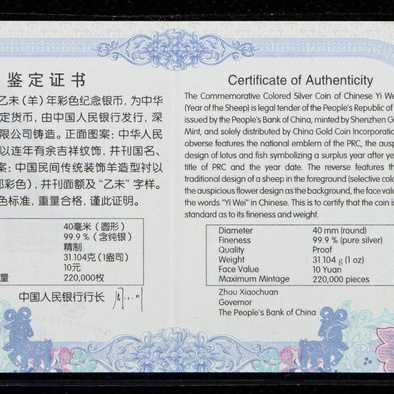 鉴定证书
乙未(羊)年彩色纪念银币,为中华
定货币,由中国人民银行发行,深
限公司铸造。正面图案:中华人民
以连年有余吉祥纹饰,并刊国名、
案:中国民间传统装饰羊造型衬以
彩色),并刊面额及“乙未”字样。
色标准,重量合格,谨此证明。
40毫米(圆形)
99.9%(含纯银)
精制
31.104克(1盎司)
10元
量 220,000枚
中国人民银行行长
Certificate of Authenticity
The Commemorative Colored Silver Coin of Chinese Yi Wei
(Year of the Sheep) is legal tender of the People's Republic of
issued by the People's Bank of China, minted by Shenzhen G
Mint, and solely distributed by China Gold Coin Incorporation
obverse features the national emblem of the PRC, the auspi
design of lotus and fish symbolizing a surplus year after year
title of PRC and the year date. The reverse features th
traditional design of a sheep in the foreground (selective color
the auspicious flower design as the background, the face value
the words "Yi Wei" in Chinese. This is to certify that the coin is
standard as to its fineness and weight.
Diameter 40 mm (round)
Fineness 99.9 % (pure silver)
Quality Proof
Weight 31.104 g (1 oz)
Face Value 10 Yuan
Maximum Mintage 220,000 pieces
Zhou Xiaochuan
Governor
The People's Bank of China